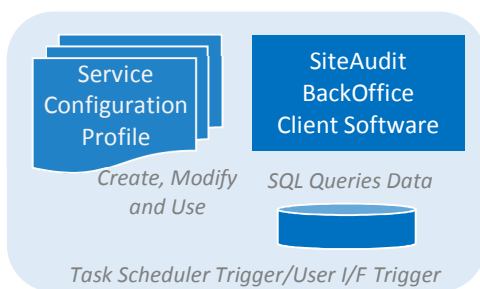 Service
Configuration
Profile
SiteAudit
BackOffice
Client Software
Create, Modify
and Use
SQL Queries Data
Task Scheduler Trigger/User I/F Trigger